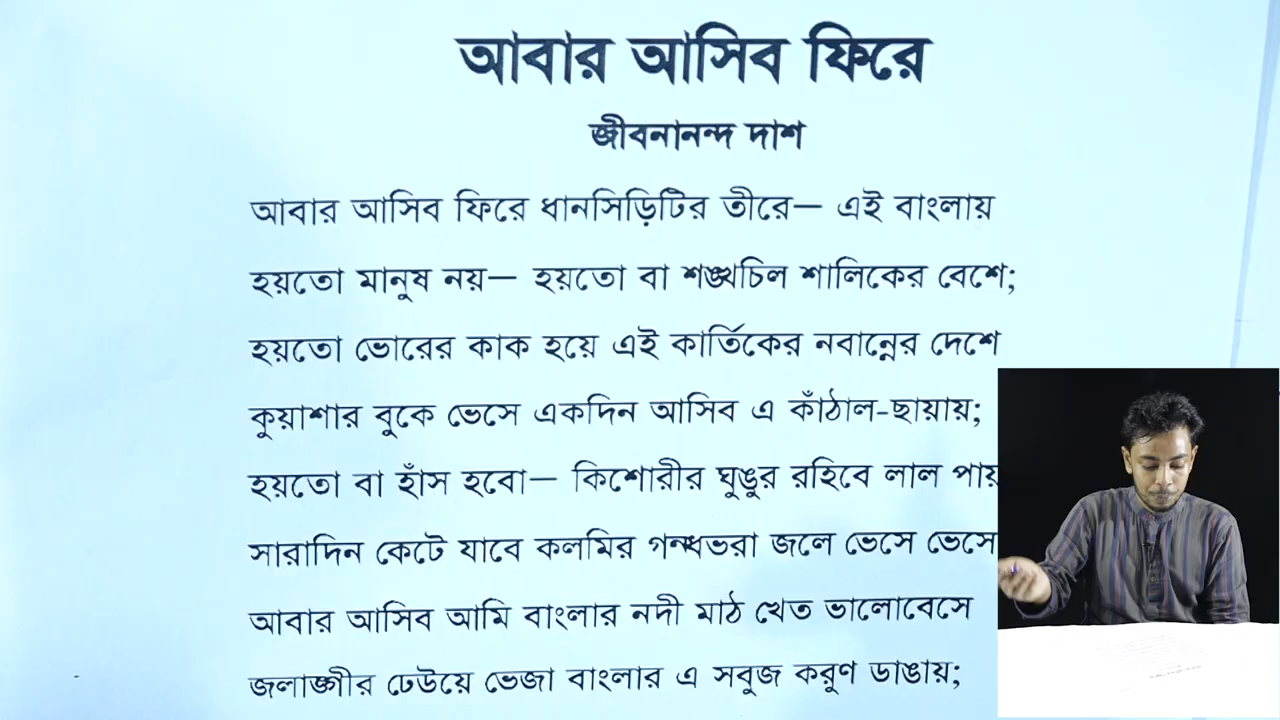 আবার আসিব ফিরে
জীবনানন্দ দাশ
আবার আসিব ফিরে ধানসিড়িটির তীরে— এই বাংলায়
হয়তো মানুষ নয়— হয়তো বা শঙ্খচিল শালিকের বেশে;
হয়তো ভোরের কাক হয়ে এই কার্তিকের নবান্নের দেশে
কুয়াশার বুকে ভেসে একদিন আসিব এ কাঁঠাল-ছায়ায়;
হয়তো বা হাঁস হবো— কিশোরীর ঘুঙুর রহিবে লাল পায়
সারাদিন কেটে যাবে কলমির গন্ধভরা জলে ভেসে ভেসে
আবার আসিব আমি বাংলার নদী মাঠ খেত ভালোবেসে
জলাঙ্গীর ঢেউয়ে ভেজা বাংলার এ সবুজ করুণ ডাঙায়;